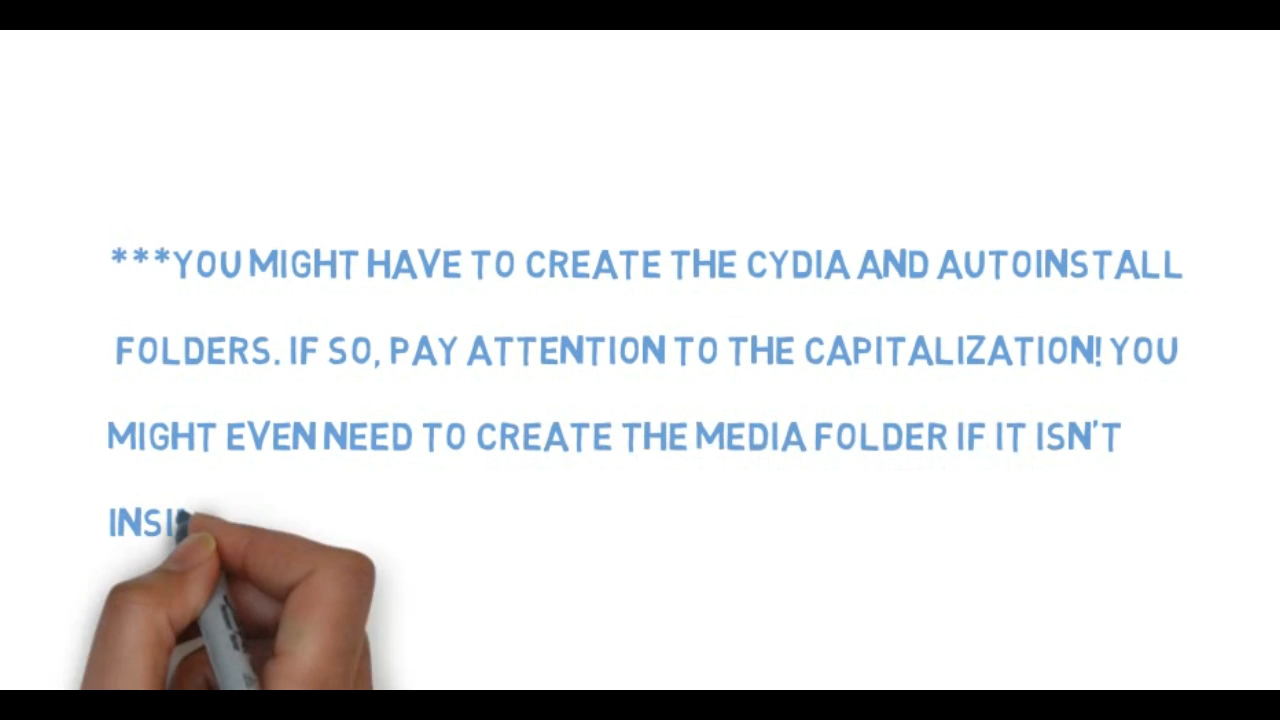 ***YOU MIGHT HAVE TO CREATE THE CYDIA AND AUTOINSTALL
FOLDERS. IF SO, PAY ATTENTION TO THE CAPITALIZATION! YOU
MIGHT EVEN NEED TO CREATE THE MEDIA FOLDER IF IT ISN'T